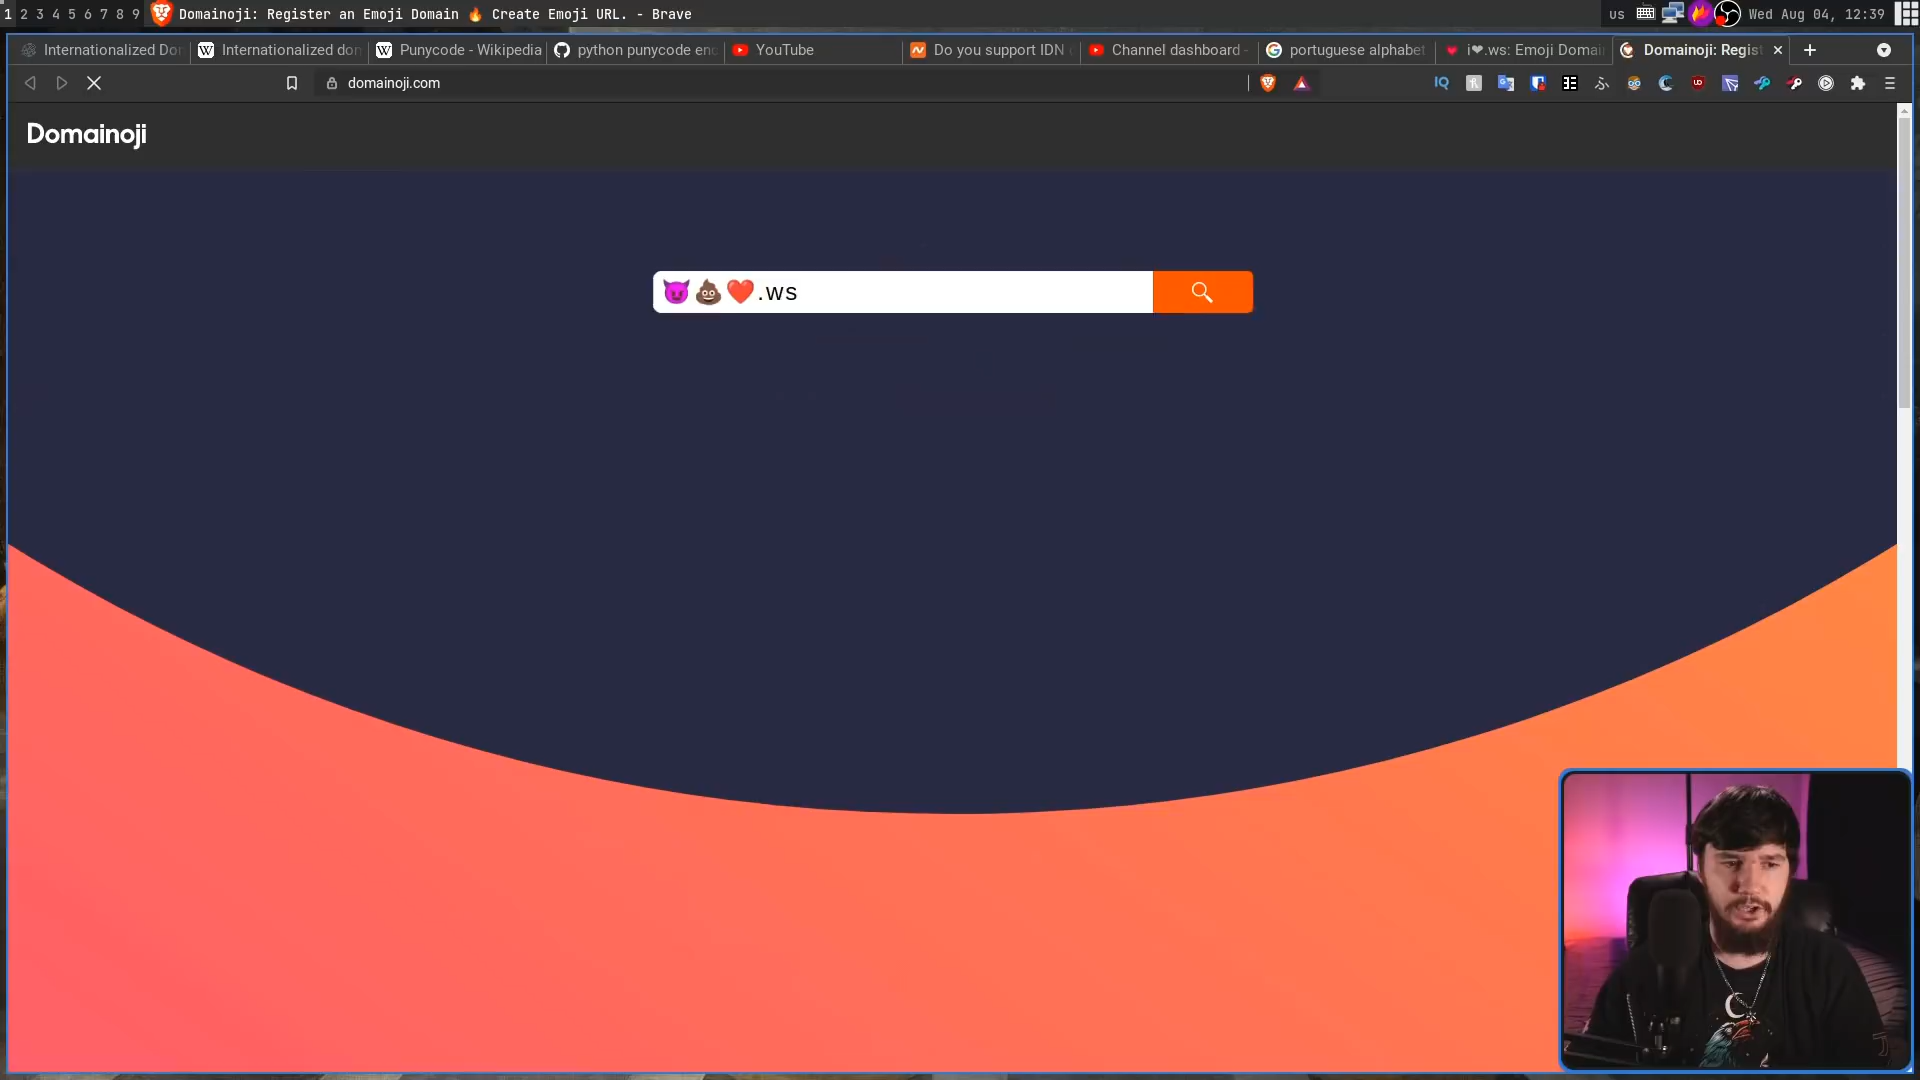 1 2 3 4 5 6 7 8 9 Domainoji: Register an Emoji Domain 🔥 Create Emoji URL. - Brave
us Wed Aug 04, 12:39
Internationalized Dor
Internationalized don
Punycode - Wikipedia
python punycode enc
YouTube
Do you support IDN
Channel dashboard -
portuguese alphabet
i❤.ws: Emoji Domai
Domainoji: Regist
domainoji.com
Domainoji
😈💩❤️.ws